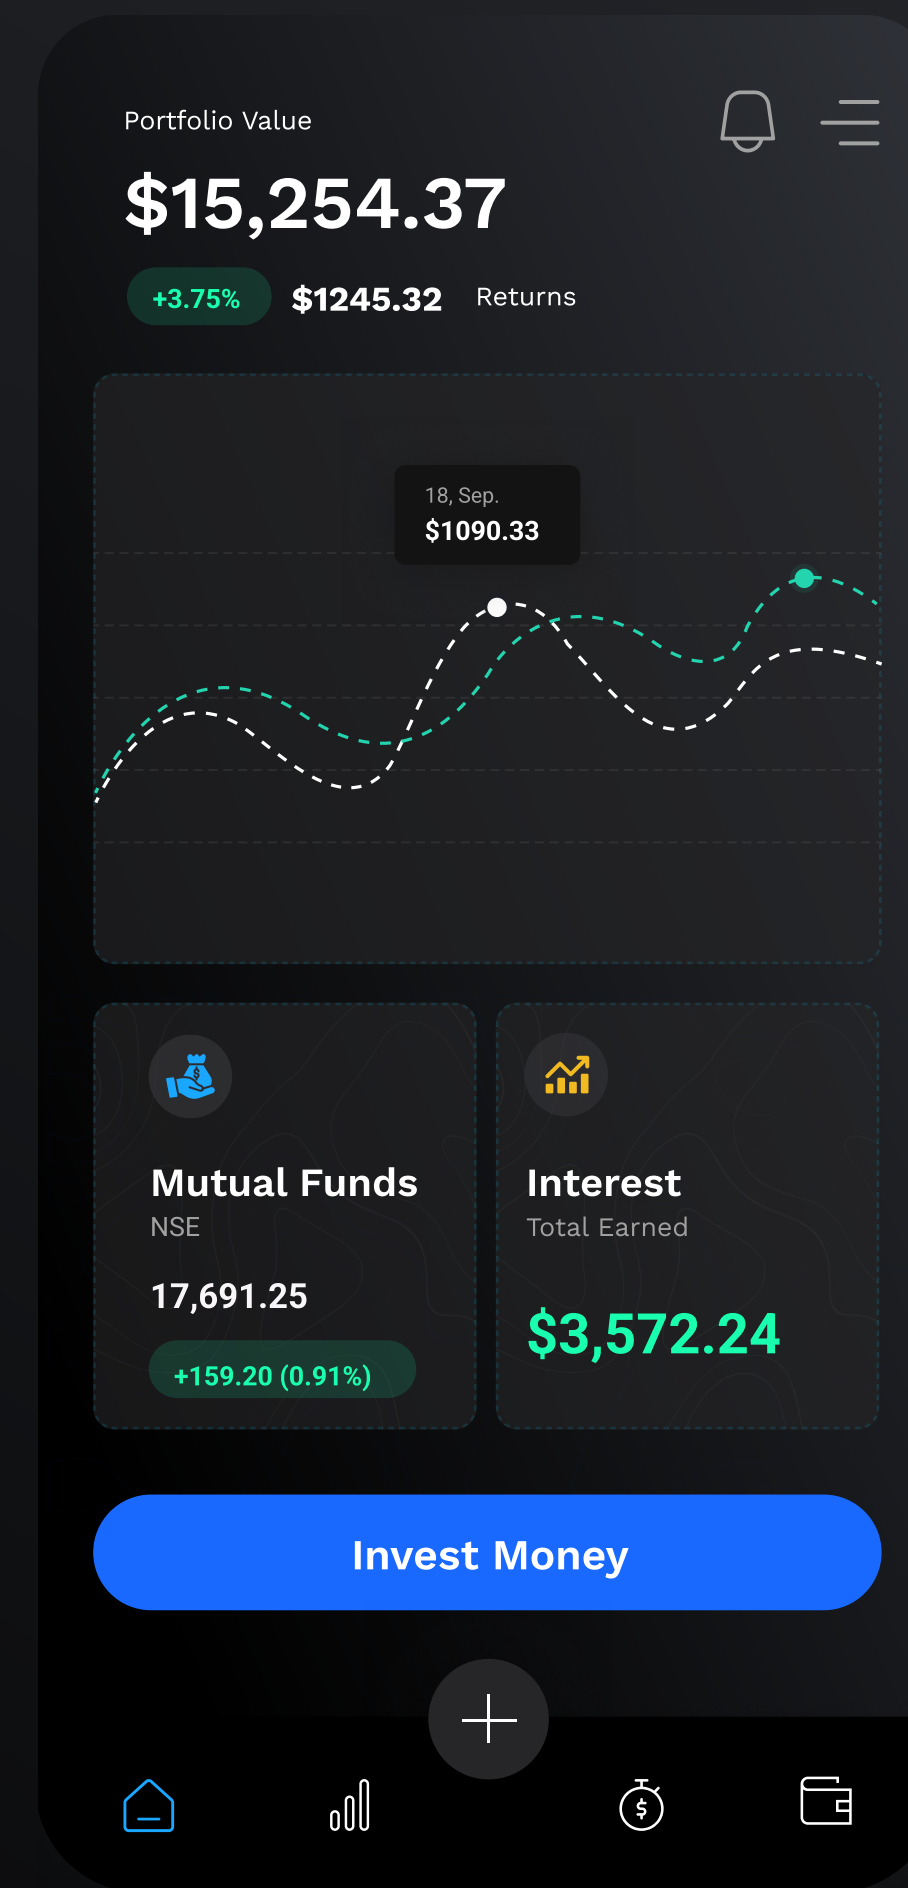 Portfolio Value
$15,254.37
+3.75% $1245.32 Returns
18, Sep.
$1090.33
Mutual Funds
NSE
17,691.25
+159.20 (0.91%)
Interest
Total Earned
$3,572.24
Invest Money